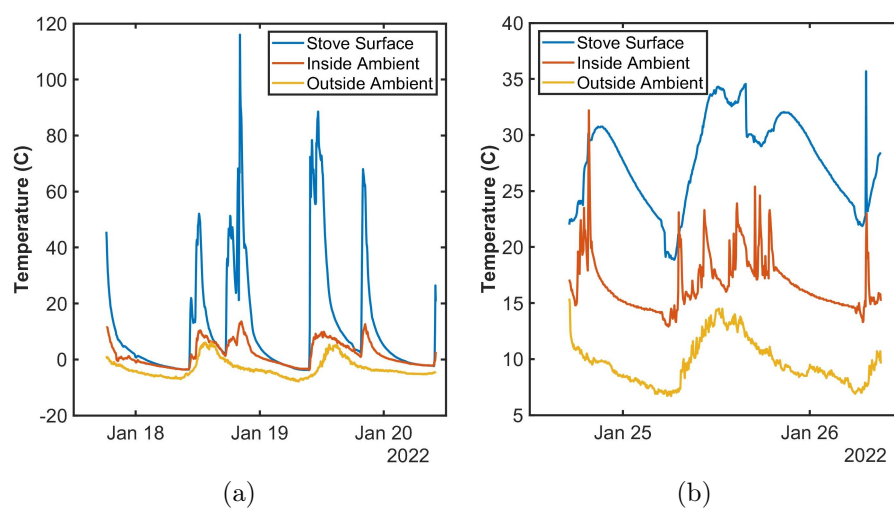 120
100
80
60
40
20
0
-20
Temperature (C)
Stove Surface
Inside Ambient
Outside Ambient
Jan 18
Jan 19
Jan 20
2022
(a)
40
35
30
25
20
15
10
5
Temperature (C)
Stove Surface
Inside Ambient
Outside Ambient
Jan 25
Jan 26
2022
(b)